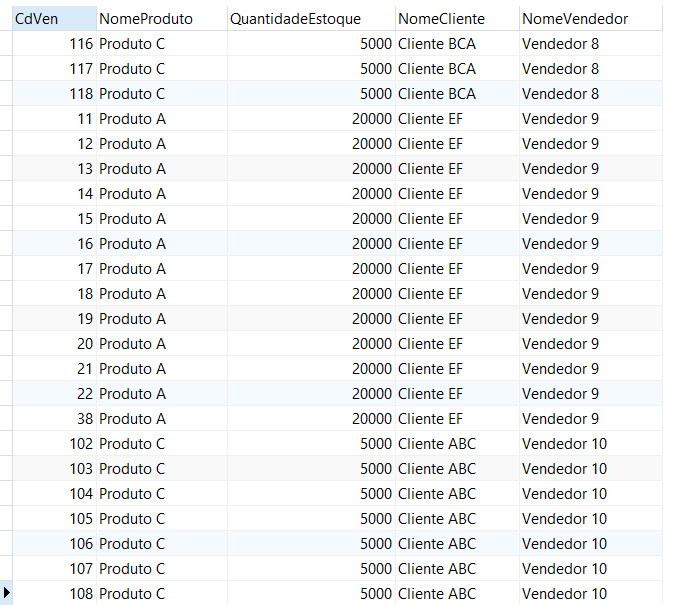 CdVen NomeProduto QuantidadeEstoque NomeCliente NomeVendedor
116 Produto C 5000 Cliente BCA Vendedor 8
117 Produto C 5000 Cliente BCA Vendedor 8
118 Produto C 5000 Cliente BCA Vendedor 8
11 Produto A 20000 Cliente EF Vendedor 9
12 Produto A 20000 Cliente EF Vendedor 9
13 Produto A 20000 Cliente EF Vendedor 9
14 Produto A 20000 Cliente EF Vendedor 9
15 Produto A 20000 Cliente EF Vendedor 9
16 Produto A 20000 Cliente EF Vendedor 9
17 Produto A 20000 Cliente EF Vendedor 9
18 Produto A 20000 Cliente EF Vendedor 9
19 Produto A 20000 Cliente EF Vendedor 9
20 Produto A 20000 Cliente EF Vendedor 9
21 Produto A 20000 Cliente EF Vendedor 9
22 Produto A 20000 Cliente EF Vendedor 9
38 Produto A 20000 Cliente EF Vendedor 9
102 Produto C 5000 Cliente ABC Vendedor 10
103 Produto C 5000 Cliente ABC Vendedor 10
104 Produto C 5000 Cliente ABC Vendedor 10
105 Produto C 5000 Cliente ABC Vendedor 10
106 Produto C 5000 Cliente ABC Vendedor 10
107 Produto C 5000 Cliente ABC Vendedor 10
108 Produto C 5000 Cliente ABC Vendedor 10